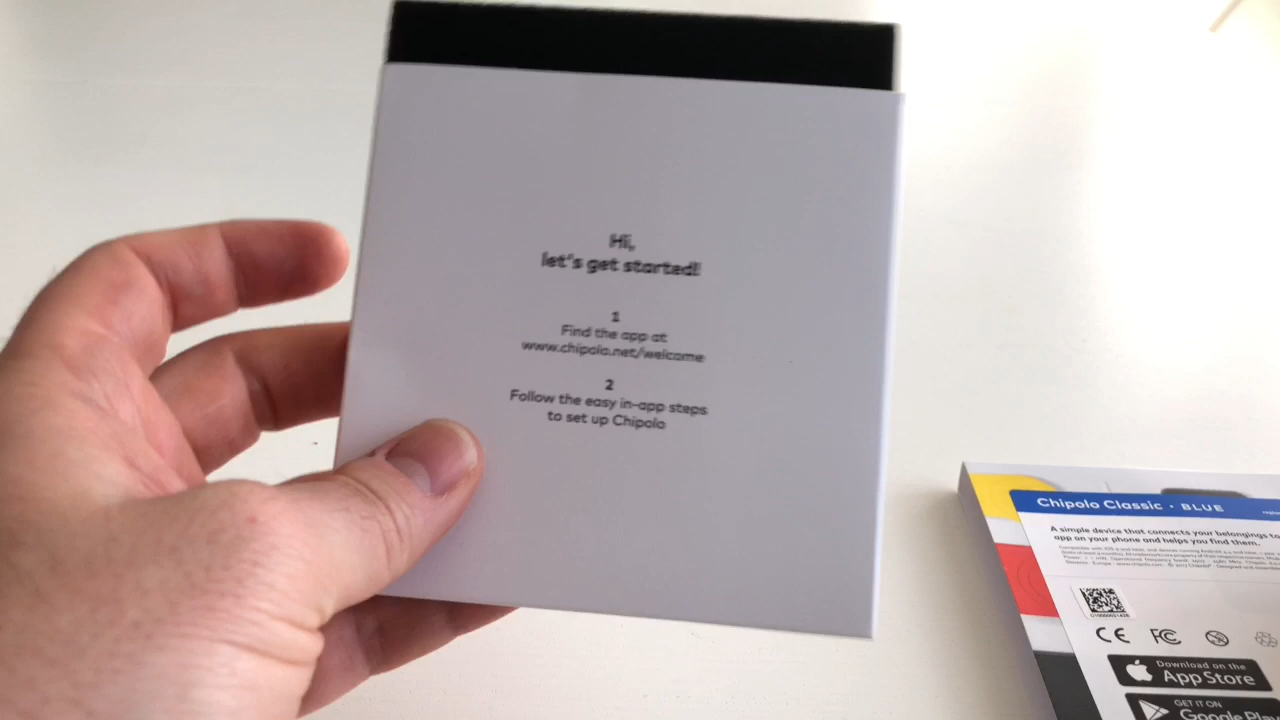 Hi,
let's get started!
1
Find the app at
www.chipolo.net/welcome
2
Follow the easy in-app steps
to set up Chipolo
Chipolo Classic · BLUE
A simple device that connects your belongings to
app on your phone and helps you find them.
CE FC
Download on the
App Store
GET IT ON
Google Play